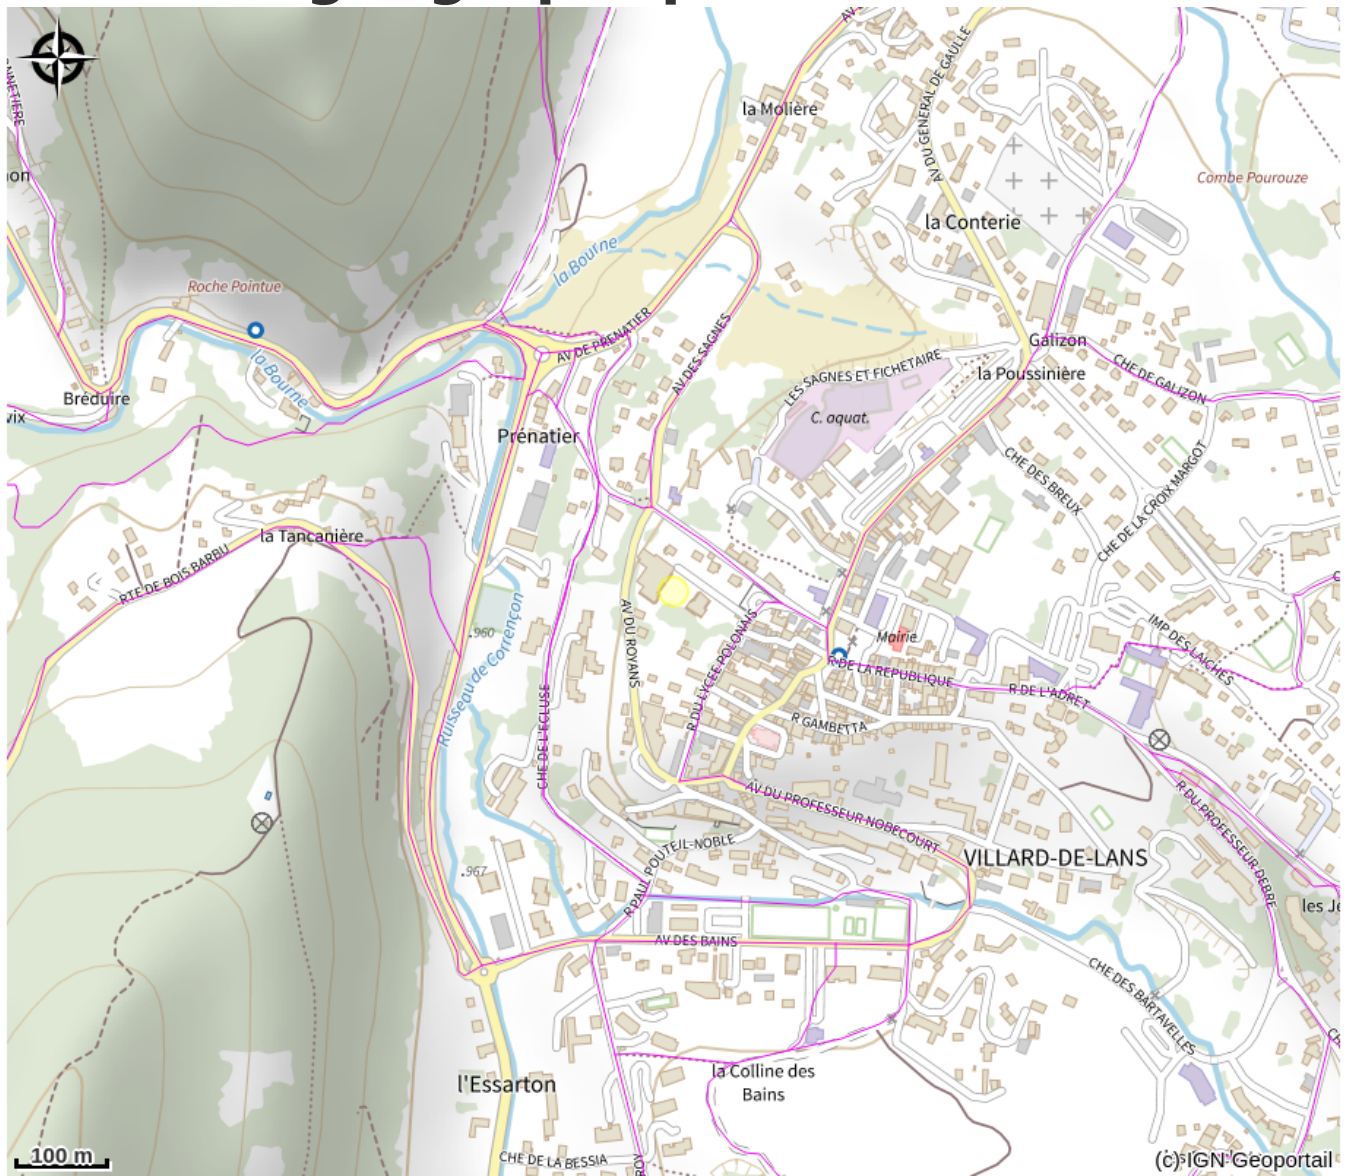 la Molière
AV DU GENERAL DE GAULLE
Combe Pourouze
la Conterie
la Bourne
Roche Pointue
AV DE PRENATIER
AV DES SAGNES
Galizon
LES SAGNES ET FICHETAIRE
la Poussinière
CHE DE GALIZON
la Bourne
Bréduire
C. aquat.
Prénatier
CHE DES BREUX
CHE DE LA CROIX MARGOT
la Tancanière
RTE DE BOIS BARBU
.960
Ruisseau de Corrençon
AV DU ROYANS
R DU LYCEE POLONAIS
Mairie
IMP DES LAICHES
R DE LA REPUBLIQUE
R DE L'ADRET
R GAMBETTA
CHE DE L'ECLUSE
AV DU PROFESSEUR NOBECOURT
R DU PROFESSEUR DEBRE
R PAUL POUTEIL-NOBLE
VILLARD-DE-LANS
.967
les Je
AV DES BAINS
CHE DES BARTAVELLES
l'Essarton
la Colline des
Bains
CHE DE LA BESSIA
100 m
(c) IGN Geoportail